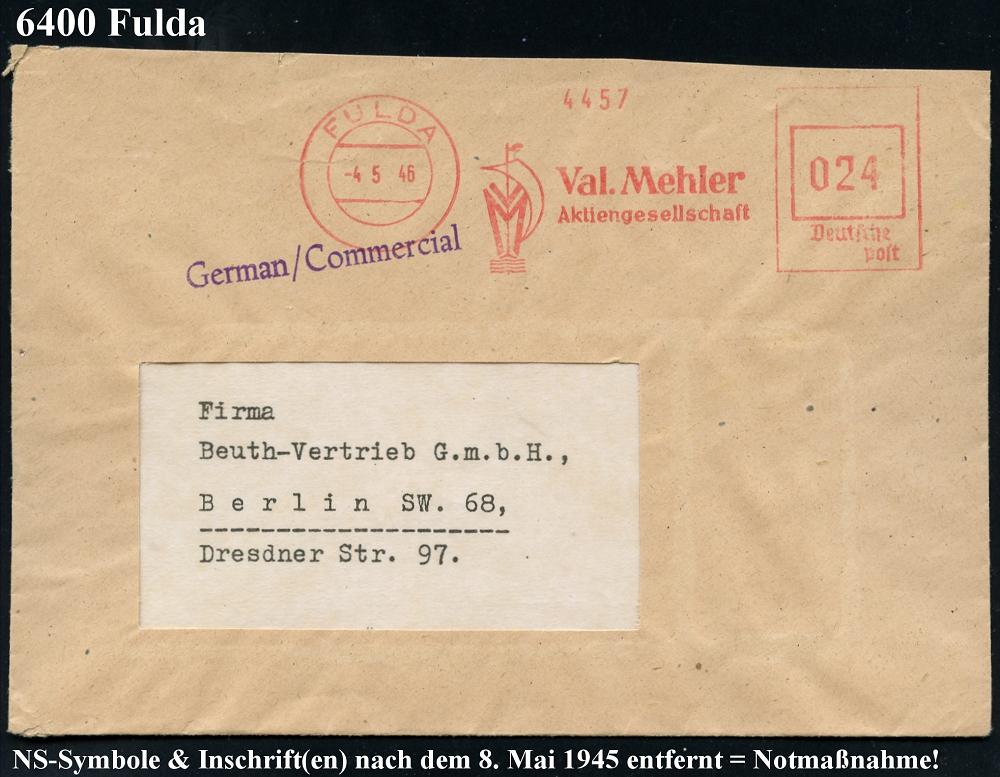 6400 Fulda
4457
FULDA
-4 5 46
Val. Mehler
Aktiengesellschaft
024
Deutsche
post
German/Commercial
Firma
Beuth-Vertrieb G.m.b.H.,
B e r l i n SW. 68,
Dresdner Str. 97.
NS-Symbole & Inschrift(en) nach dem 8. Mai 1945 entfernt = Notmaßnahme!